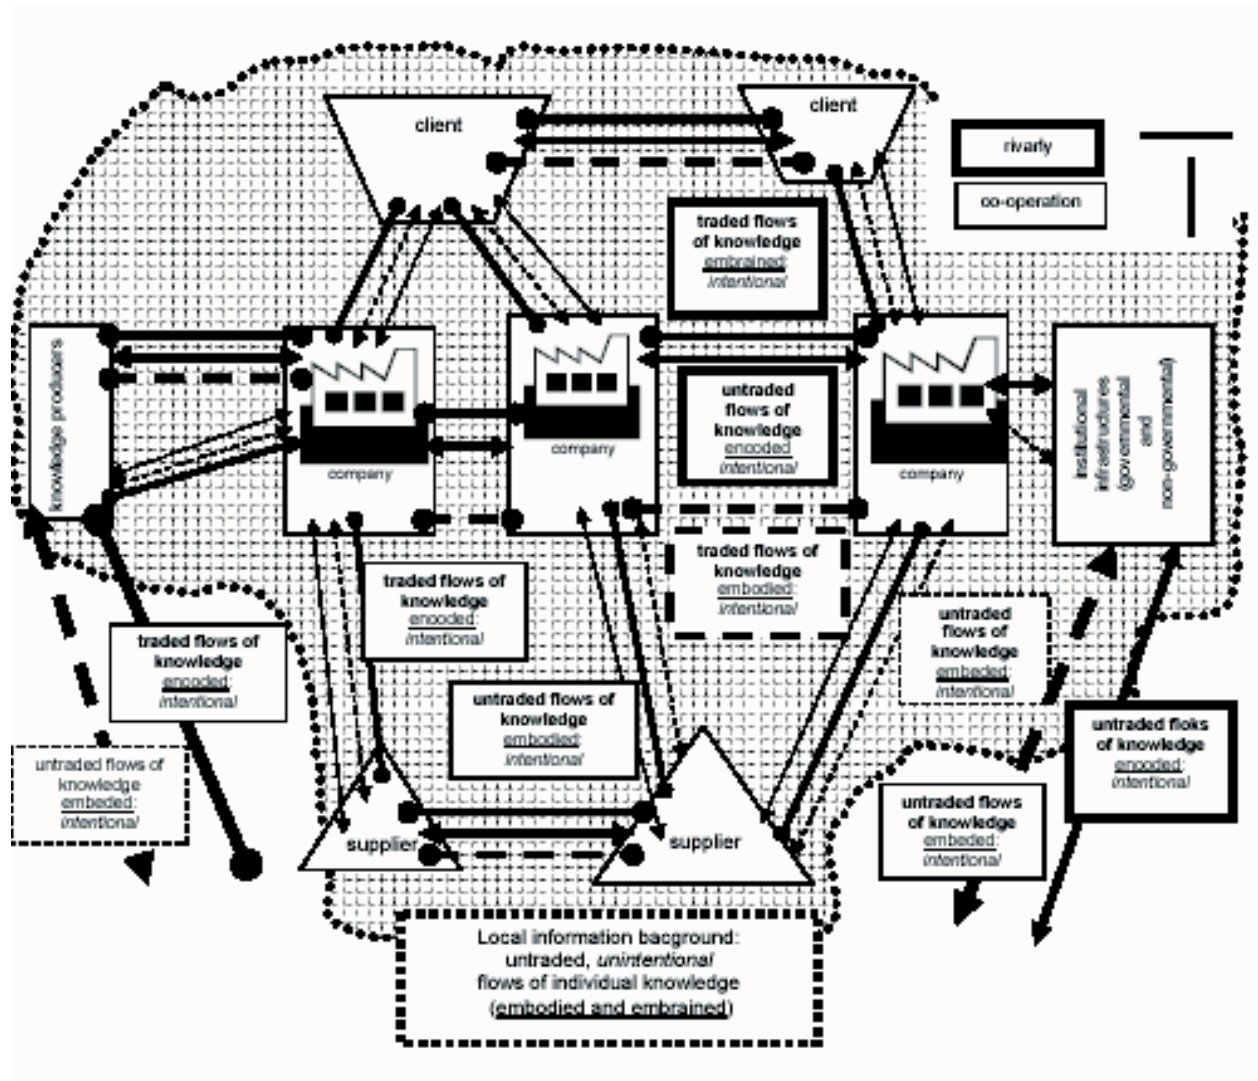 client
client
rivarly
co-operation
traded flows
of knowledge
embrained:
intentional
knowledge producers
company
company
company
untraded
flows of
knowledge
encoded
intentional
institutional
infrastructures
(governmental
and
non-governmental)
traded flows of
knowledge
embodied:
intentional
traded flows of
knowledge
encoded:
intentional
untraded
flows of
knowledge
embeded:
intentional
traded flows of
knowledge
encoded:
intentional
untraded flows of
knowledge
embodied:
intentional
untraded floks
of knowledge
encoded:
intentional
untraded flows of
knowledge
embeded:
intentional
untraded flows
of knowledge
embeded:
intentional
supplier
supplier
Local information bacground:
untraded, unintentional
flows of individual knowledge
(embodied and embrained)